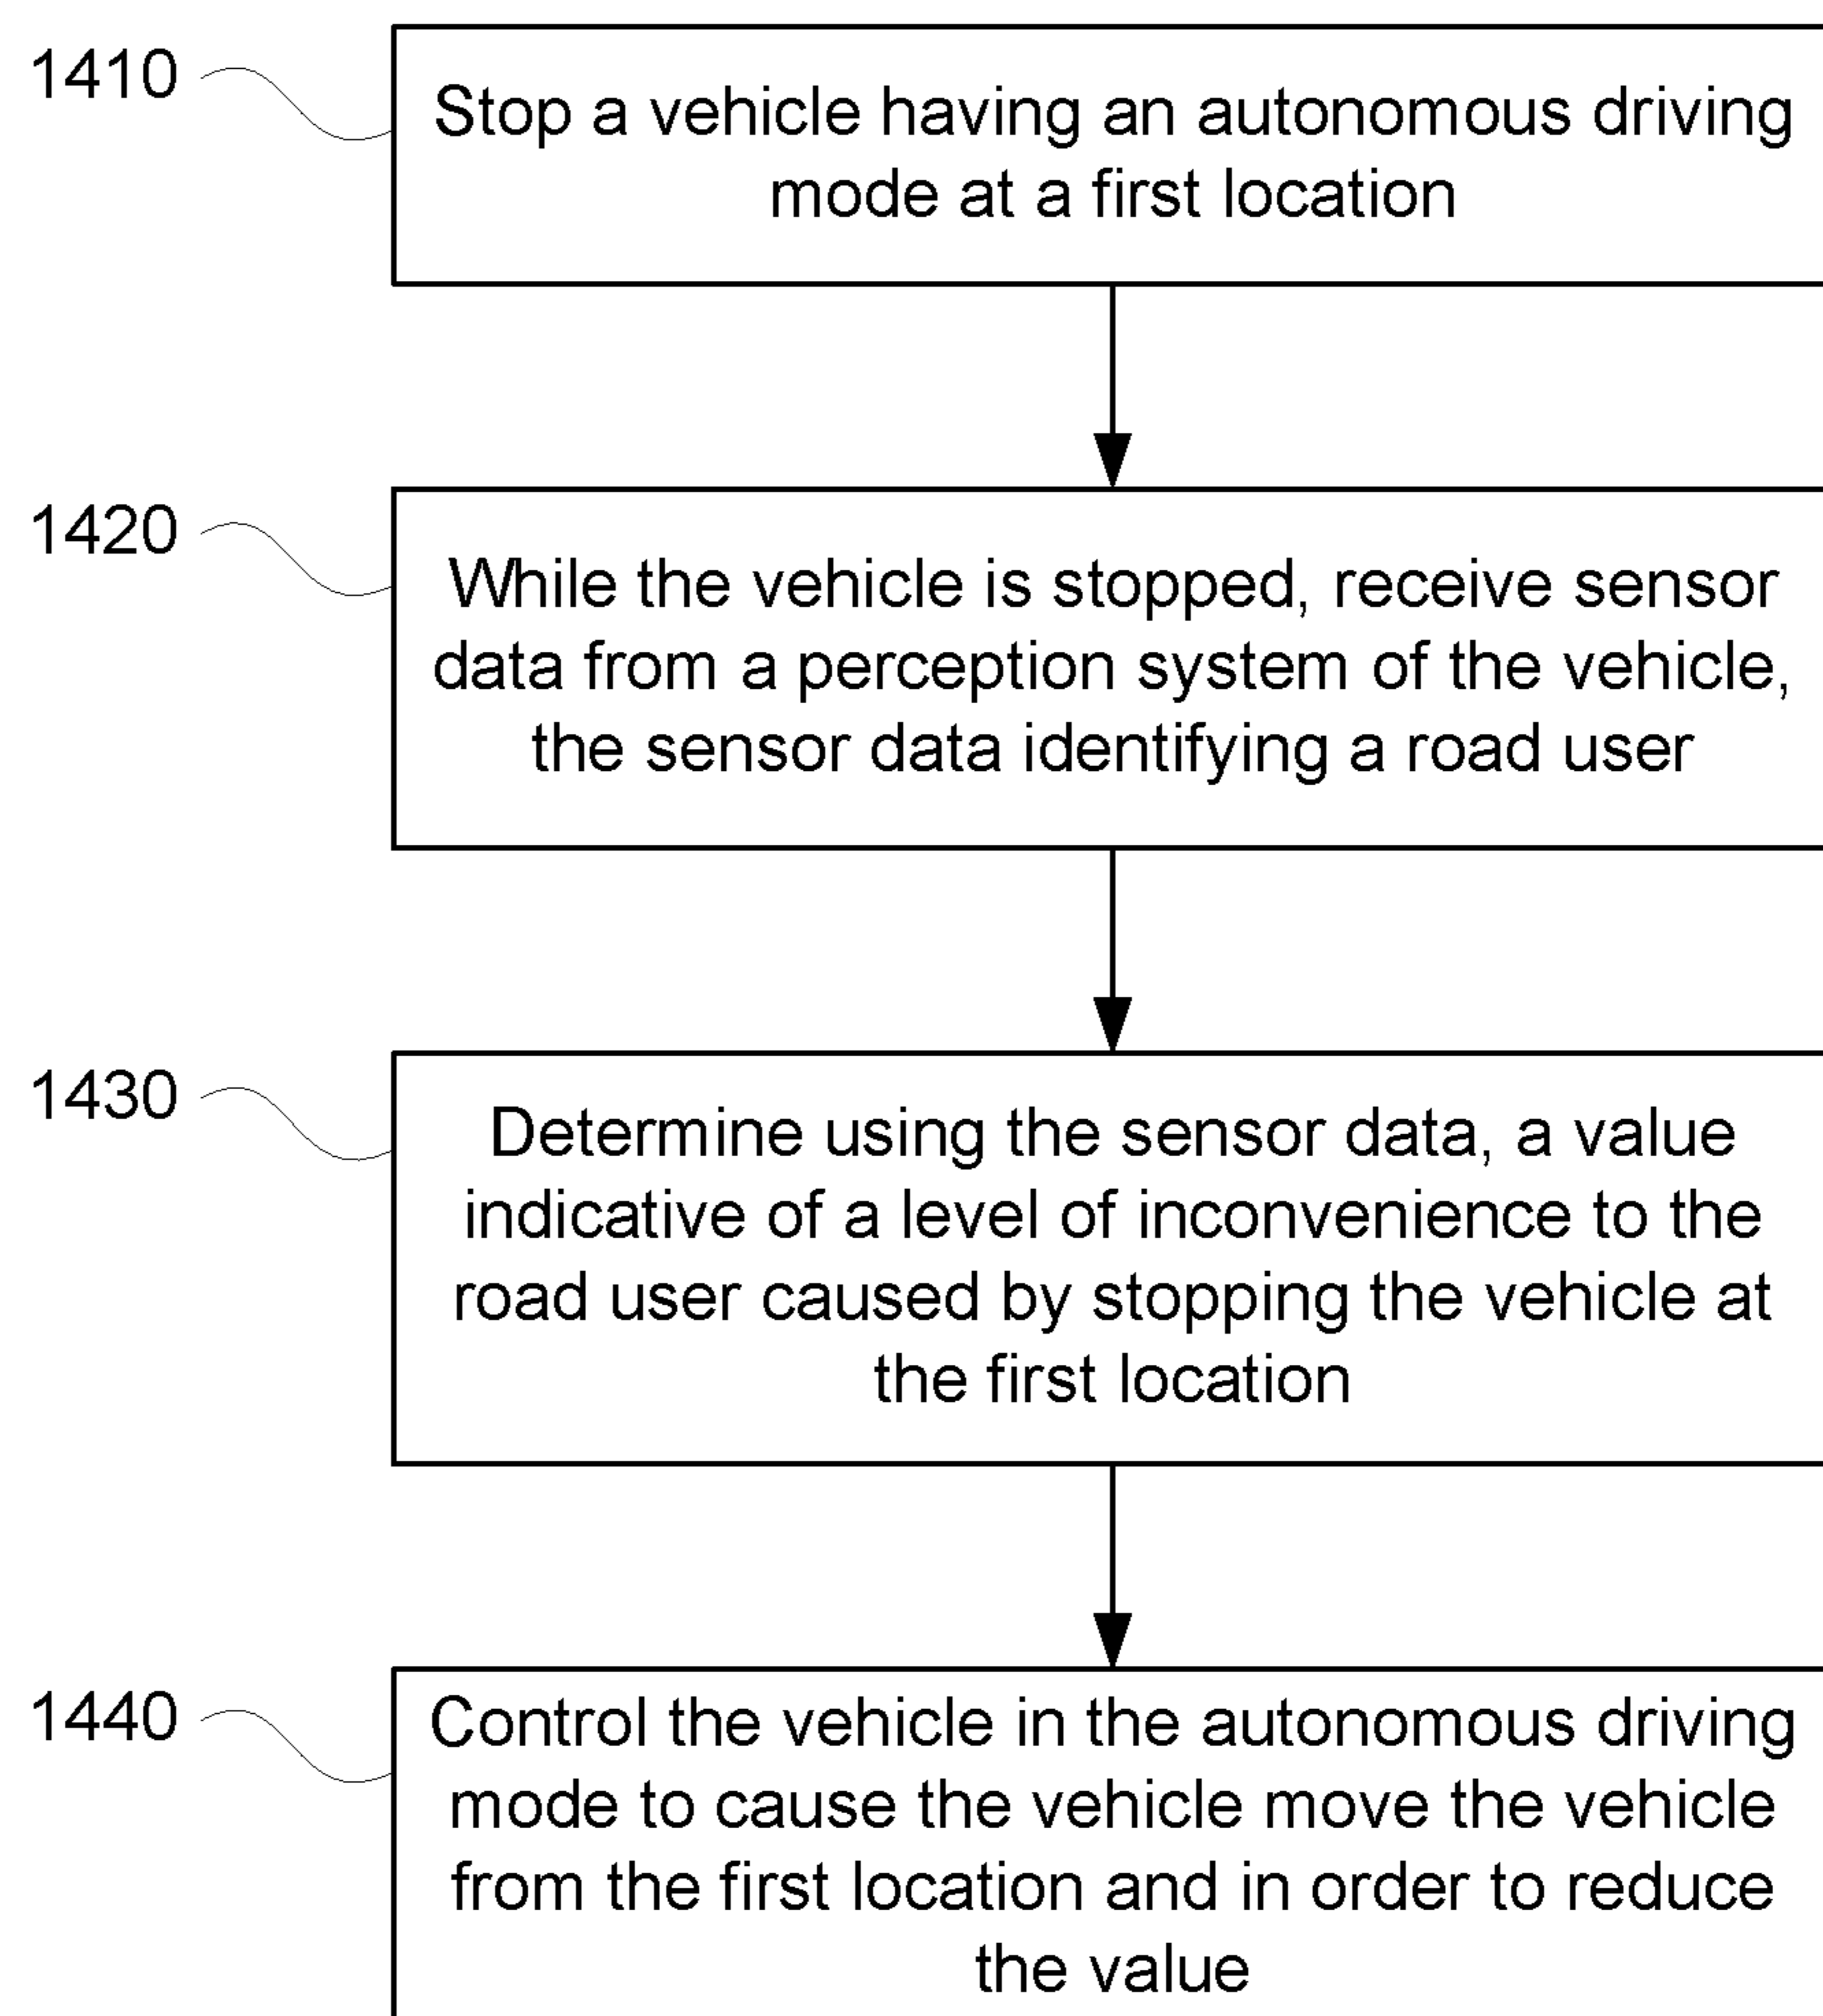 1410
Stop a vehicle having an autonomous driving
mode at a first location
1420
While the vehicle is stopped, receive sensor
data from a perception system of the vehicle,
the sensor data identifying a road user
1430
Determine using the sensor data, a value
indicative of a level of inconvenience to the
road user caused by stopping the vehicle at
the first location
1440
Control the vehicle in the autonomous driving
mode to cause the vehicle move the vehicle
from the first location and in order to reduce
the value